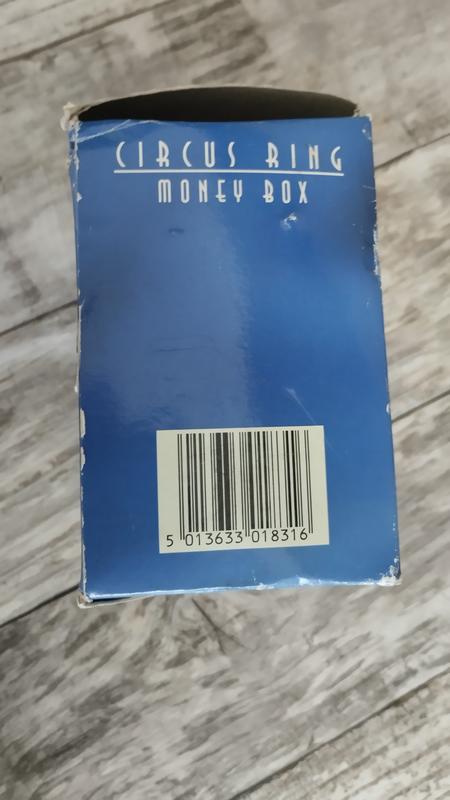 CIRCUS RING
MONEY BOX
5 013633 018316